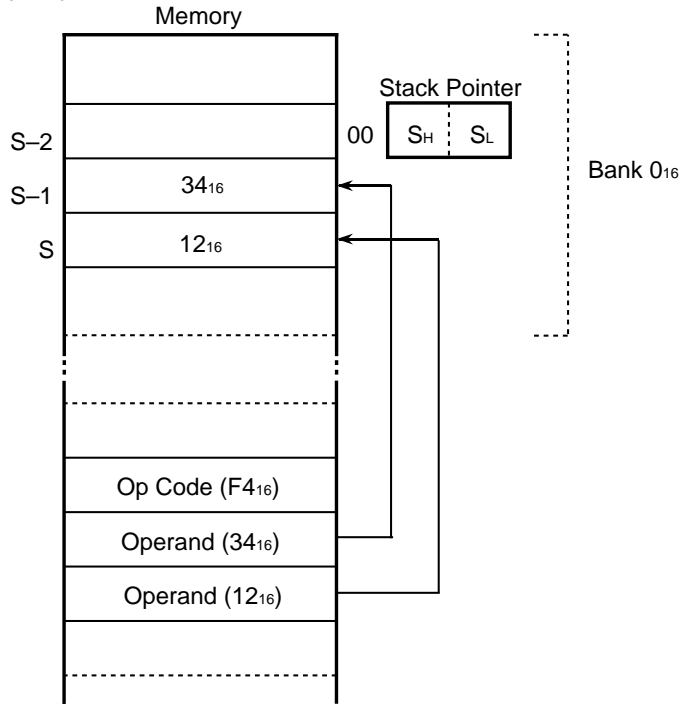 Memory
Stack Pointer
S–2
00 SH SL
Bank 016
S–1
3416
S
1216
Op Code (F416)
Operand (3416)
Operand (1216)